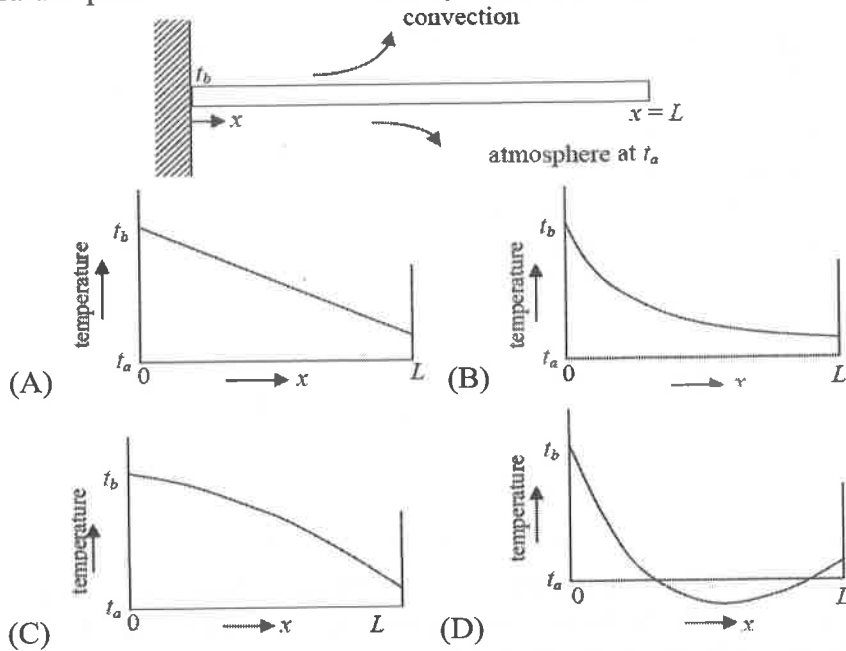 convection
t_b
x
x = L
atmosphere at t_a
t_b
temperature
t_a
0
x
L
(A)
t_b
temperature
t_a
0
x
L
(B)
t_b
temperature
t_a
0
x
L
(C)
t_b
temperature
t_a
0
x
L
(D)